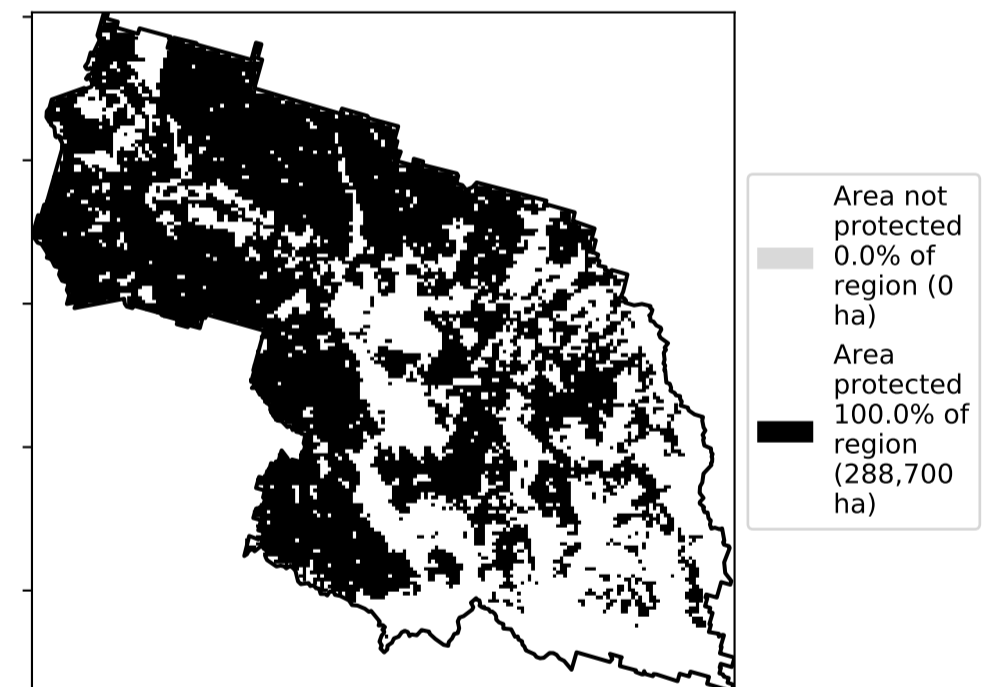 Area not
protected
0.0% of
region (0
ha)
Area
protected
100.0% of
region
(288,700
ha)